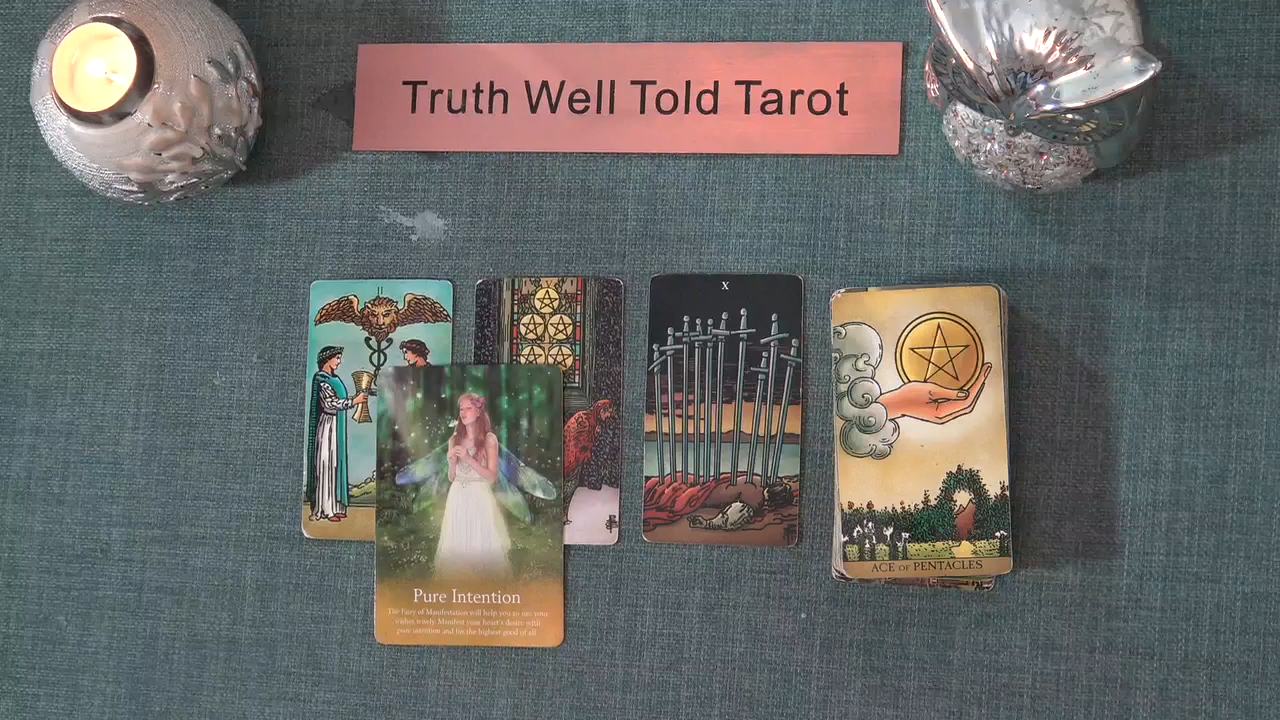 Truth Well Told Tarot
II
V
X
ACE OF PENTACLES
Pure Intention
The Fairy of Manifestation will help you to use your
wishes wisely. Manifest your heart's desire with
pure intention and for the highest good of all